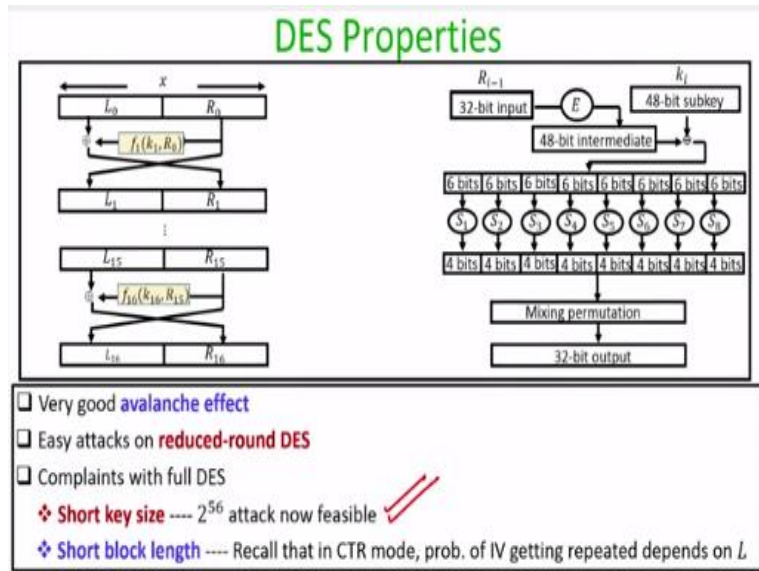 DES Properties
x
L₀ R₀
⊕ f₁(k₁, R₀)
L₁ R₁
⋮
L₁₅ R₁₅
⊕ f₁₆(k₁₆, R₁₅)
L₁₆ R₁₆
Rᵢ₋₁ kᵢ
32-bit input E 48-bit subkey
48-bit intermediate ⊕
6 bits 6 bits 6 bits 6 bits 6 bits 6 bits 6 bits 6 bits
S₁ S₂ S₃ S₄ S₅ S₆ S₇ S₈
4 bits 4 bits 4 bits 4 bits 4 bits 4 bits 4 bits 4 bits
Mixing permutation
32-bit output
❑ Very good avalanche effect
❑ Easy attacks on reduced-round DES
❑ Complaints with full DES
❖ Short key size ---- 2⁵⁶ attack now feasible
❖ Short block length ---- Recall that in CTR mode, prob. of IV getting repeated depends on L